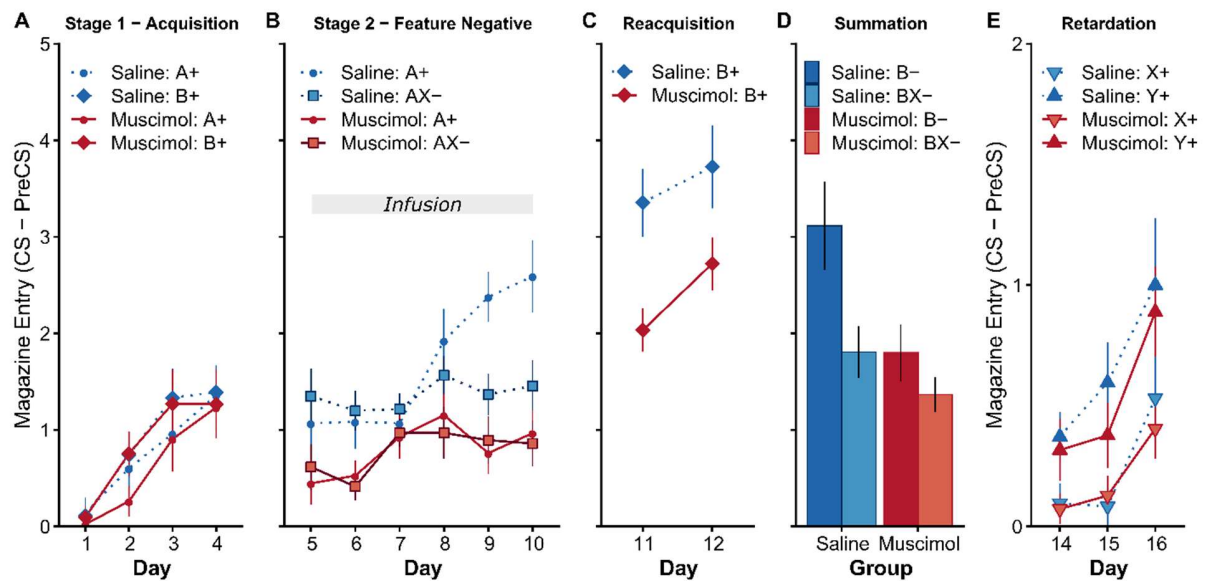 A Stage 1 − Acquisition
Magazine Entry (CS − PreCS)
5
4
3
2
1
0
Saline: A+
Saline: B+
Muscimol: A+
Muscimol: B+
1 2 3 4
Day
B Stage 2 − Feature Negative
Saline: A+
Saline: AX−
Muscimol: A+
Muscimol: AX−
Infusion
5 6 7 8 9 10
Day
C Reacquisition
Saline: B+
Muscimol: B+
11 12
Day
D Summation
Saline: B−
Saline: BX−
Muscimol: B−
Muscimol: BX−
Saline Muscimol
Group
E Retardation
Magazine Entry (CS − PreCS)
2
1
0
Saline: X+
Saline: Y+
Muscimol: X+
Muscimol: Y+
14 15 16
Day